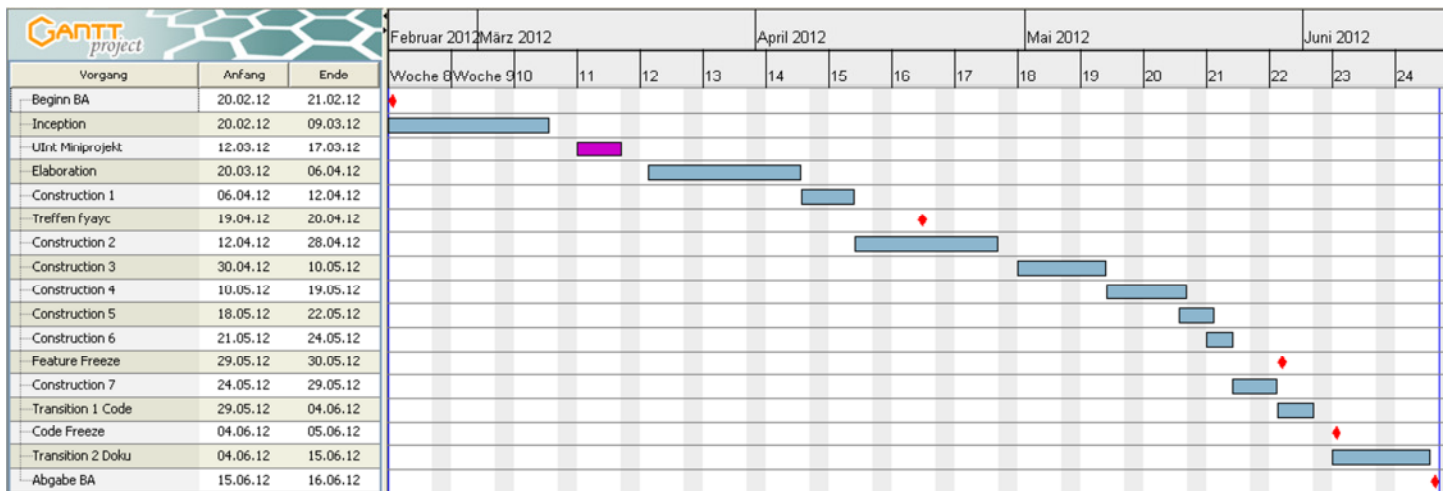 GANTT
project
Februar 2012 März 2012 April 2012 Mai 2012 Juni 2012
Vorgang Anfang Ende Woche 8 Woche 9 10 11 12 13 14 15 16 17 18 19 20 21 22 23 24
Beginn BA 20.02.12 21.02.12
Inception 20.02.12 09.03.12
UInt Miniprojekt 12.03.12 17.03.12
Elaboration 20.03.12 06.04.12
Construction 1 06.04.12 12.04.12
Treffen fyayc 19.04.12 20.04.12
Construction 2 12.04.12 28.04.12
Construction 3 30.04.12 10.05.12
Construction 4 10.05.12 19.05.12
Construction 5 18.05.12 22.05.12
Construction 6 21.05.12 24.05.12
Feature Freeze 29.05.12 30.05.12
Construction 7 24.05.12 29.05.12
Transition 1 Code 29.05.12 04.06.12
Code Freeze 04.06.12 05.06.12
Transition 2 Doku 04.06.12 15.06.12
Abgabe BA 15.06.12 16.06.12